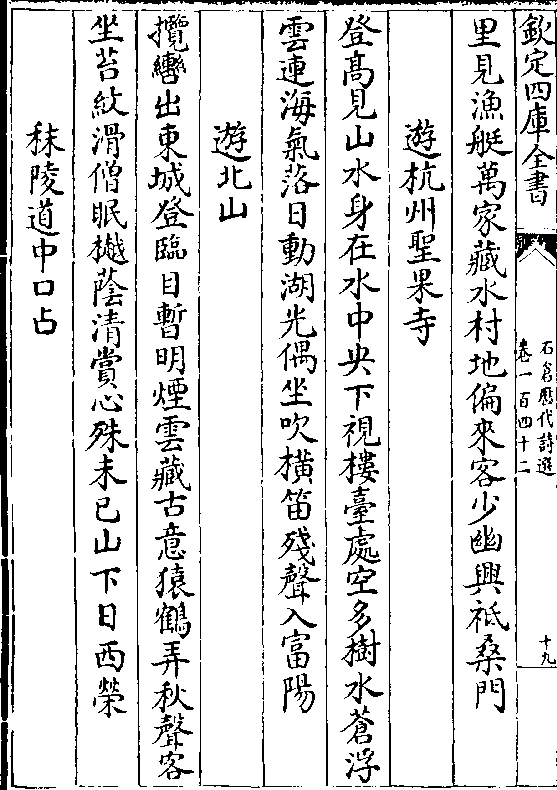 欽定四庫全書
石倉歷代詩選
卷一百四十二
十九
里見漁艇萬家藏水村地偏來客少幽興祗桑門
遊杭州聖果寺
登髙見山水身在水中央下視樓臺處空多樹水蒼浮
雲連海氣落日動湖光偶坐吹橫笛殘聲入富陽
遊北山
攬轡出東城登臨目暫明煙雲藏古意猿鶴弄秋聲客
坐苔紋滑僧眠樾蔭清賞心殊未已山下日西榮
秣陵道中口占